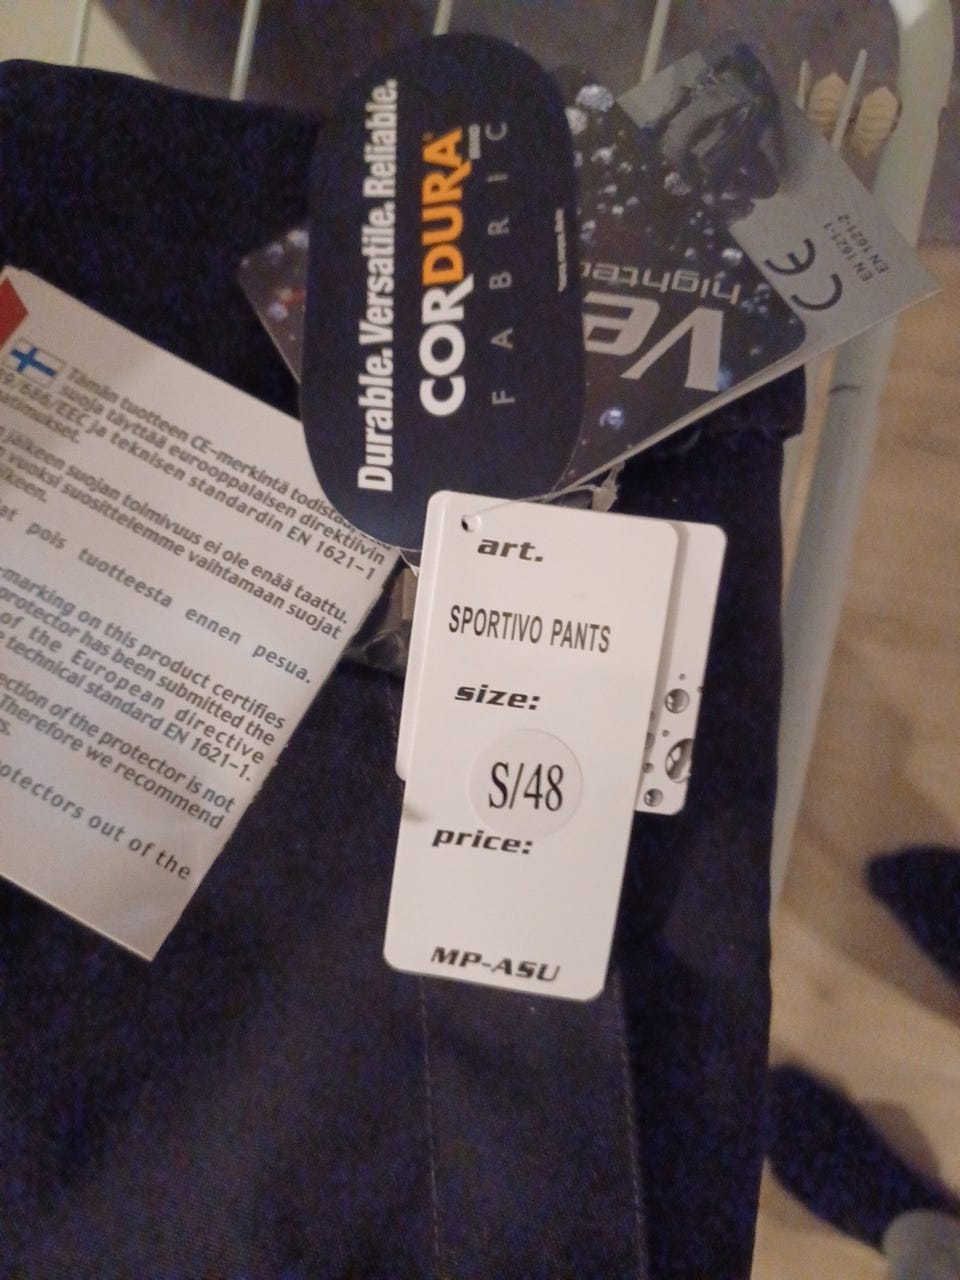 Durable. Versatile. Reliable.
CORDURA
FABRIC
hightec
CE
EN 1621-1
EN 1621-2
Tämän tuotteen CE-merkintä
suoja täyttää eurooppalaisen direktiivin
/686/EEC ja teknisen standardin EN 1621-1
jälkeen suojan toimivuus ei ole enää taattu.
vuoksi suosittelemme vaihtamaan suojat
pois tuotteesta ennen pesua.
-marking on this product certifies
protector has been submitted the
of the European directive
technical standard EN 1621-1.
of the protector is not
Therefore we recommend
out of the
art.
SPORTIVO PANTS
size:
S/48
price:
MP-ASU